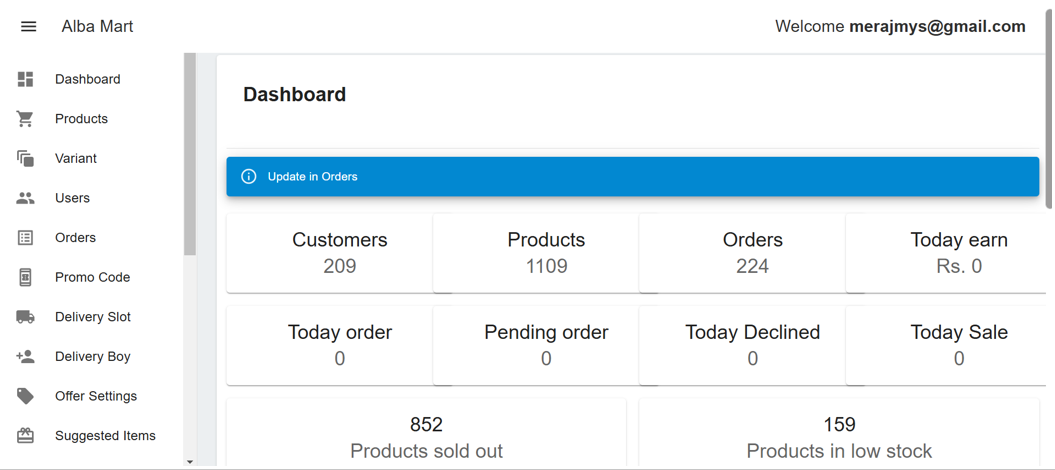 Alba Mart
Welcome merajmys@gmail.com
Dashboard
Products
Variant
Users
Orders
Promo Code
Delivery Slot
Delivery Boy
Offer Settings
Suggested Items
Dashboard
Update in Orders
Customers
209
Products
1109
Orders
224
Today earn
Rs. 0
Today order
0
Pending order
0
Today Declined
0
Today Sale
0
852
Products sold out
159
Products in low stock